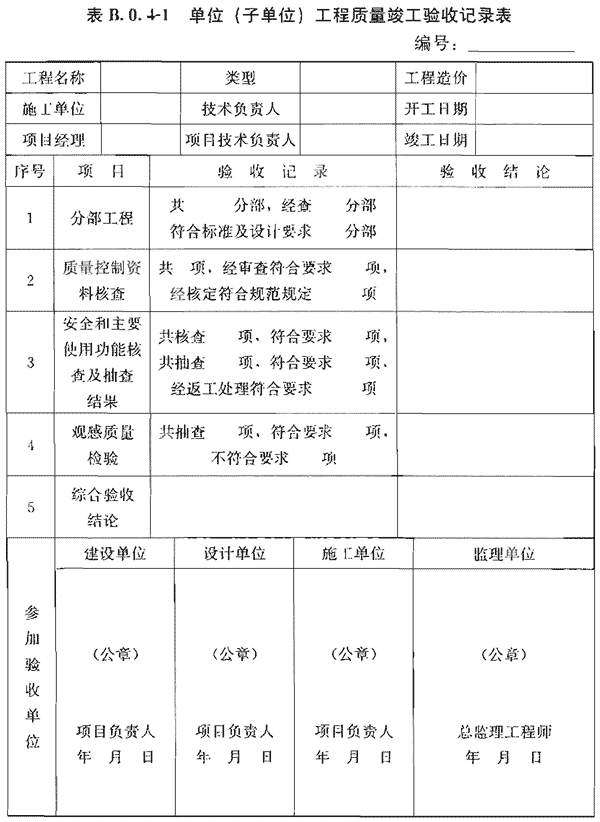 表 B.0.4-1 单位（子单位）工程质量竣工验收记录表
编号：
工程名称 类型 工程造价
施工单位 技术负责人 开工日期
项目经理 项目技术负责人 竣工日期
序号 项目 验收记录 验收结论
1 分部工程 共 分部，经查 分部
符合标准及设计要求 分部
2 质量控制资
料核查
共 项，经审查符合要求 项，
经核定符合规范规定 项
3 安全和主要
使用功能核
查及抽查
结果
共核查 项，符合要求 项，
共抽查 项，符合要求 项，
经返工处理符合要求 项
4 观感质量
检验
共抽查 项，符合要求 项，
不符合要求 项
5 综合验收
结论
参加验收单位
建设单位 设计单位 施工单位 监理单位
（公章） （公章） （公章） （公章）
项目负责人 项目负责人 项目负责人 总监理工程师
年 月 日 年 月 日 年 月 日 年 月 日